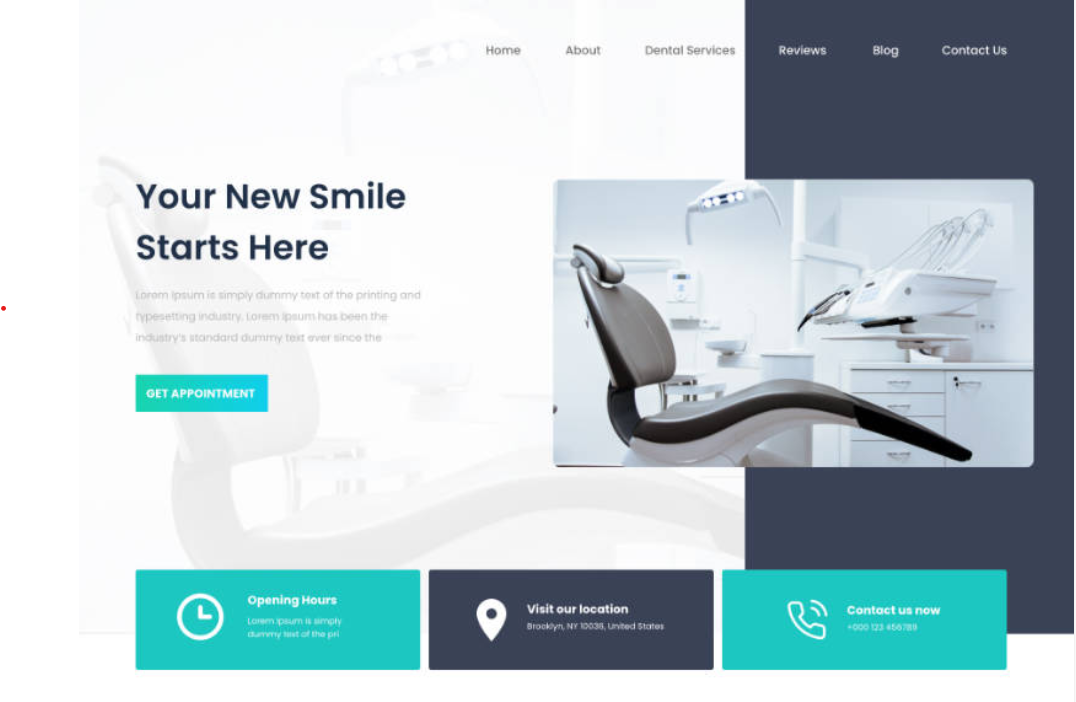 Home About Dental Services Reviews Blog Contact Us
Your New Smile
Starts Here
Lorem Ipsum is simply dummy text of the printing and
typesetting industry. Lorem Ipsum has been the
industry's standard dummy text ever since the
GET APPOINTMENT
Opening Hours
Lorem Ipsum is simply
dummy text of the pri
Visit our location
Brooklyn, NY 10036, United States
Contact us now
+000 123 456789